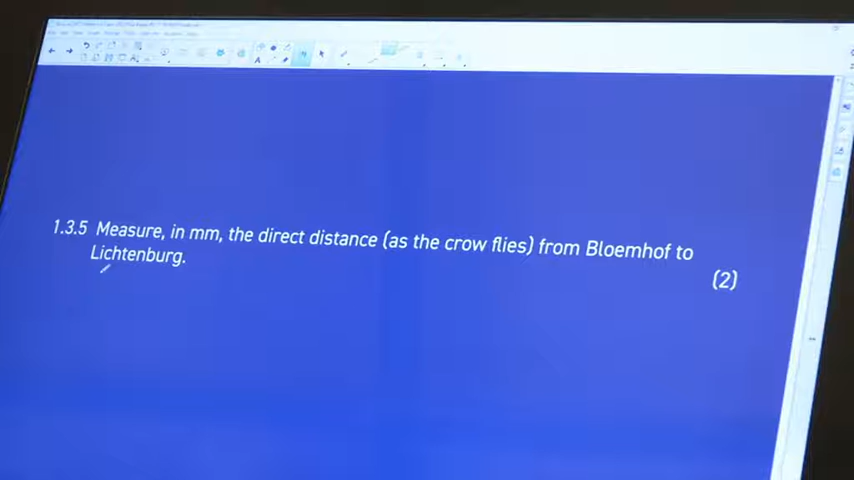 1.3.5 Measure, in mm, the direct distance (as the crow flies) from Bloemhof to
Lichtenburg.
(2)